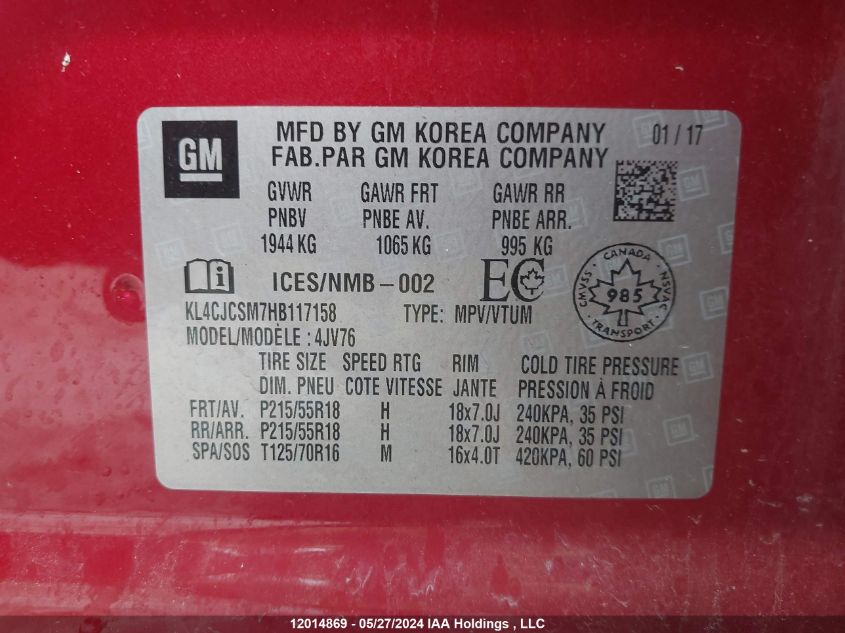 GM
MFD BY GM KOREA COMPANY 01 / 17
FAB.PAR GM KOREA COMPANY
GVWR GAWR FRT GAWR RR
PNBV PNBE AV. PNBE ARR.
1944 KG 1065 KG 995 KG
ICES/NMB-002 EC
CANADA
CMVSS NSVAC
985
TRANSPORT
KL4CJCSM7HB117158 TYPE: MPV/VTUM
MODEL/MODÈLE : 4JV76
TIRE SIZE SPEED RTG RIM COLD TIRE PRESSURE
DIM. PNEU COTE VITESSE JANTE PRESSION À FROID
FRT/AV. P215/55R18 H 18x7.0J 240KPA, 35 PSI
RR/ARR. P215/55R18 H 18x7.0J 240KPA, 35 PSI
SPA/SOS T125/70R16 M 16x4.0T 420KPA, 60 PSI
12014869 - 05/27/2024 IAA Holdings , LLC